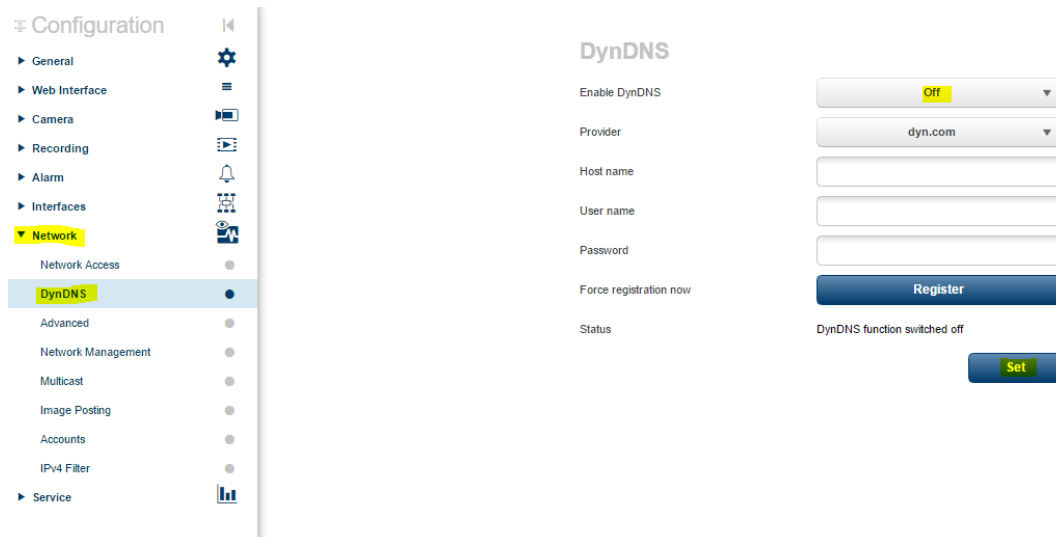 Configuration
General
Web Interface
Camera
Recording
Alarm
Interfaces
Network
Network Access
DynDNS
Advanced
Network Management
Multicast
Image Posting
Accounts
IPv4 Filter
Service
DynDNS
Enable DynDNS Off
Provider dyn.com
Host name
User name
Password
Force registration now Register
Status DynDNS function switched off
Set